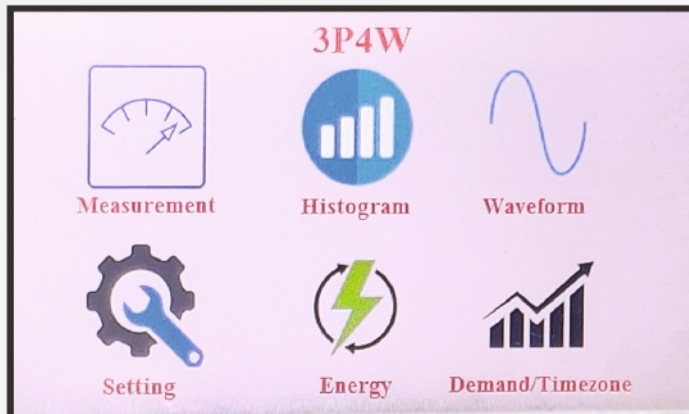 3P4W
Measurement
Histogram
Waveform
Setting
Energy
Demand/Timezone